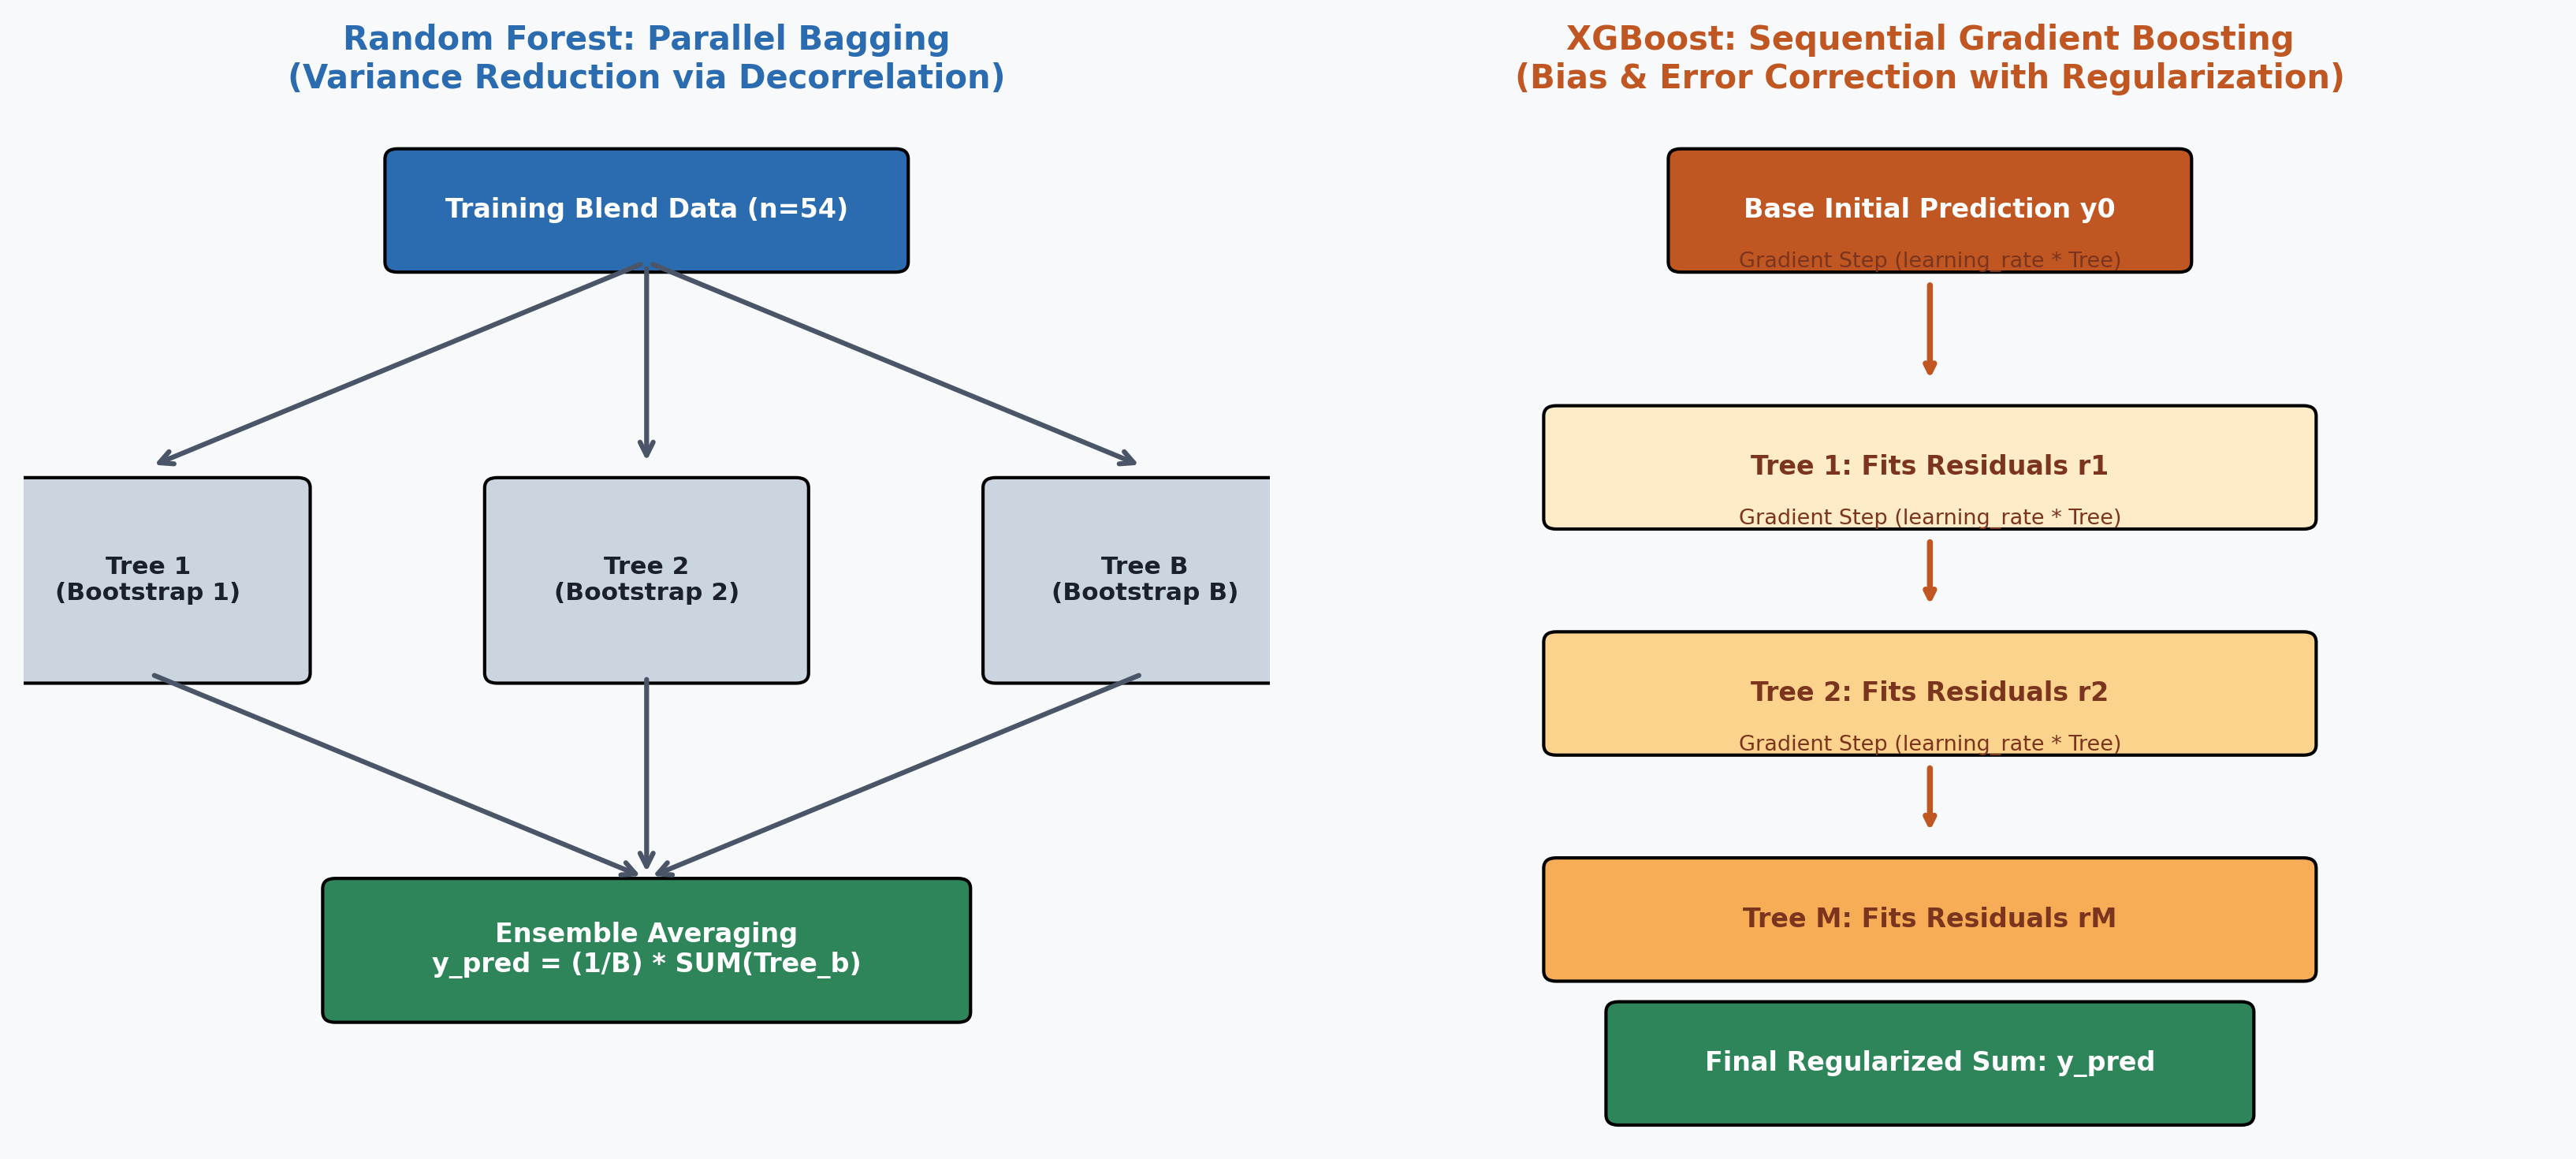 Random Forest: Parallel Bagging
(Variance Reduction via Decorrelation)
Training Blend Data (n=54)
Tree 1
(Bootstrap 1)
Tree 2
(Bootstrap 2)
Tree B
(Bootstrap B)
Ensemble Averaging
y_pred = (1/B) * SUM(Tree_b)
XGBoost: Sequential Gradient Boosting
(Bias & Error Correction with Regularization)
Base Initial Prediction y0
Gradient Step (learning_rate * Tree)
Tree 1: Fits Residuals r1
Gradient Step (learning_rate * Tree)
Tree 2: Fits Residuals r2
Gradient Step (learning_rate * Tree)
Tree M: Fits Residuals rM
Final Regularized Sum: y_pred